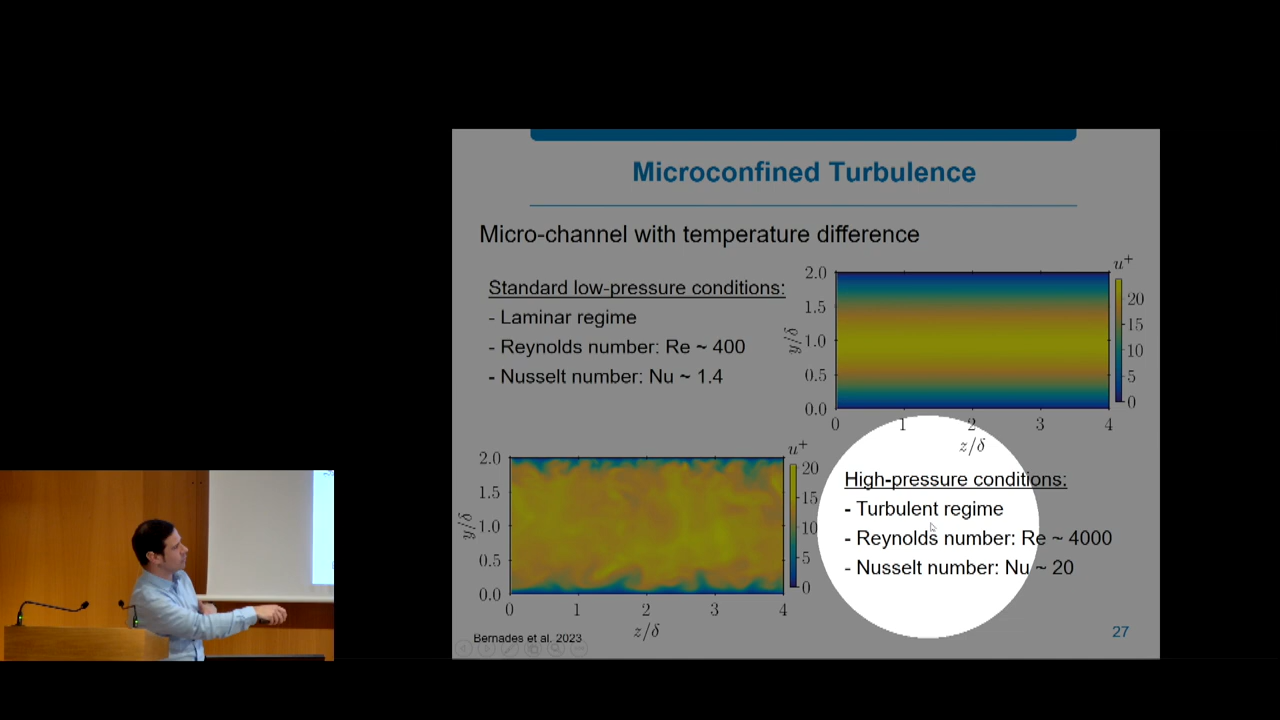 Microconfined Turbulence
Micro-channel with temperature difference
Standard low-pressure conditions:
- Laminar regime
- Reynolds number: Re ~ 400
- Nusselt number: Nu ~ 1.4
u+
2.0
1.5
1.0
0.5
0.0
y/δ
0 1 2 3 4
z/δ
20
15
10
5
0
u+
2.0
1.5
1.0
0.5
0.0
y/δ
0 1 2 3 4
z/δ
20
15
10
5
0
High-pressure conditions:
- Turbulent regime
- Reynolds number: Re ~ 4000
- Nusselt number: Nu ~ 20
Bernades et al. 2023
27